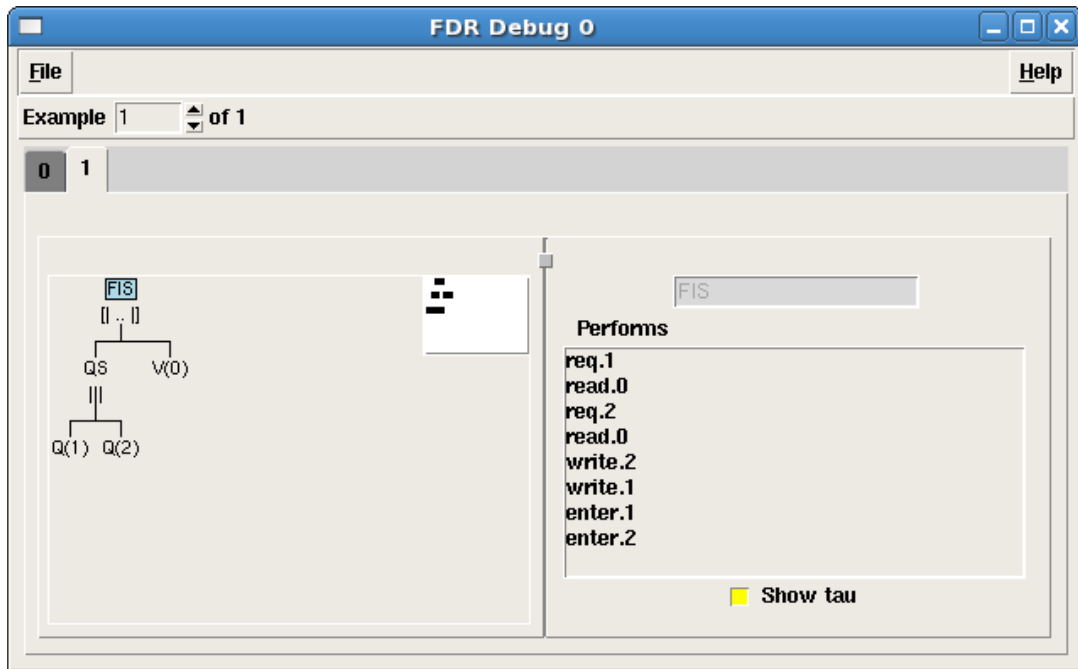 FDR Debug 0
File Help
Example 1 of 1
0 1
FIS
[| .. |]
QS V(0)
|||
Q(1) Q(2)
FIS
Performs
req.1
read.0
req.2
read.0
write.2
write.1
enter.1
enter.2
Show tau